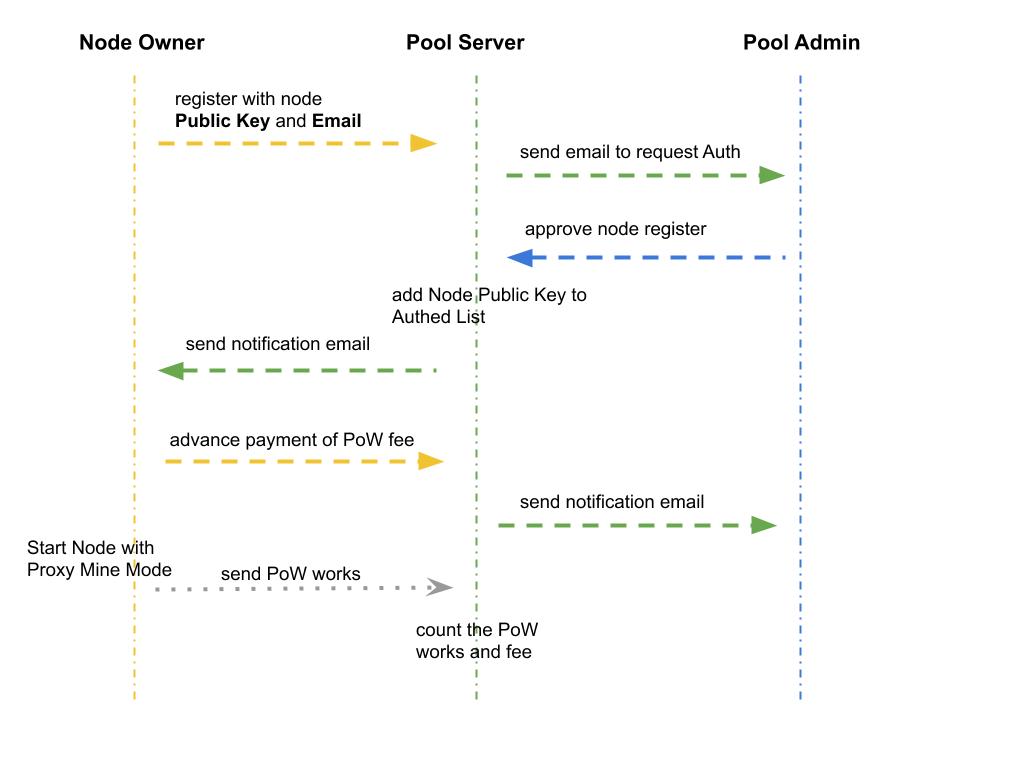 Node Owner
Pool Server
Pool Admin
register with node
Public Key and Email
send email to request Auth
approve node register
add Node Public Key to
Authed List
send notification email
advance payment of PoW fee
send notification email
Start Node with
Proxy Mine Mode
send PoW works
count the PoW
works and fee